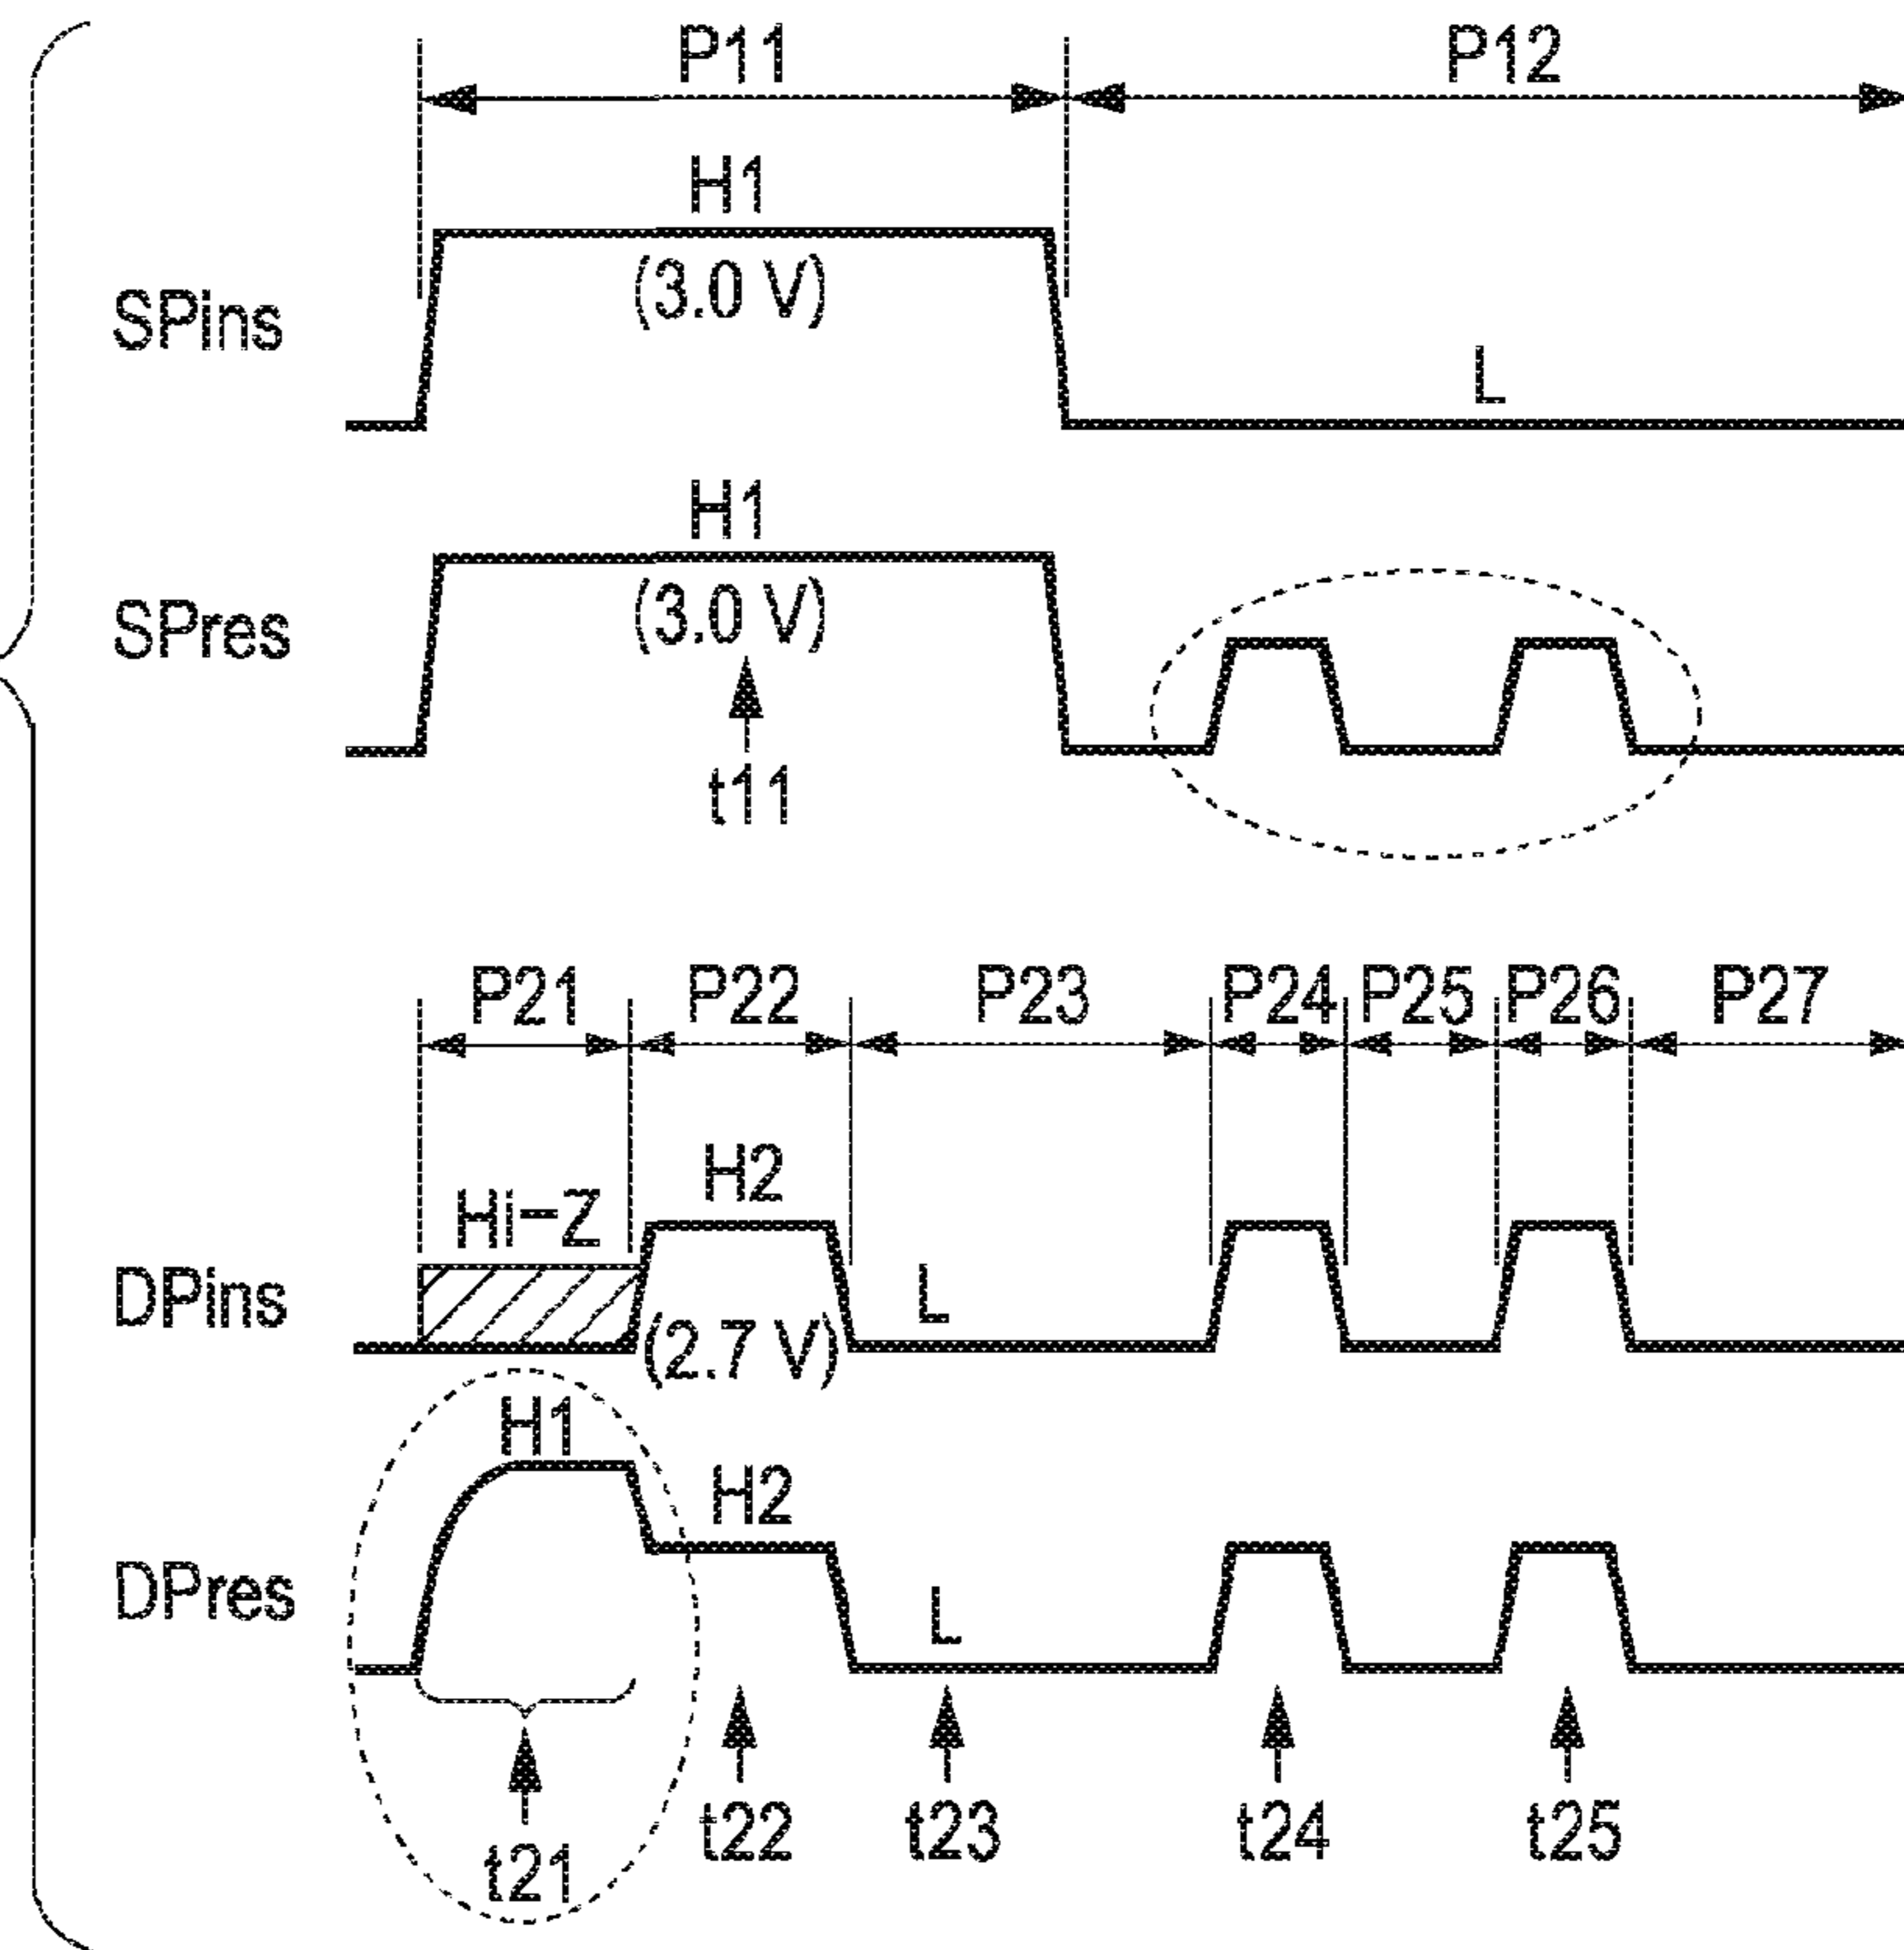 P11 P12
H1
(3.0 V)
SPins
L
H1
(3.0 V)
SPres
t11
P21 P22 P23 P24 P25 P26 P27
H2
Hi-Z
DPins
L
(2.7 V)
H1
H2
DPres
L
t22 t23 t24 t25
t21